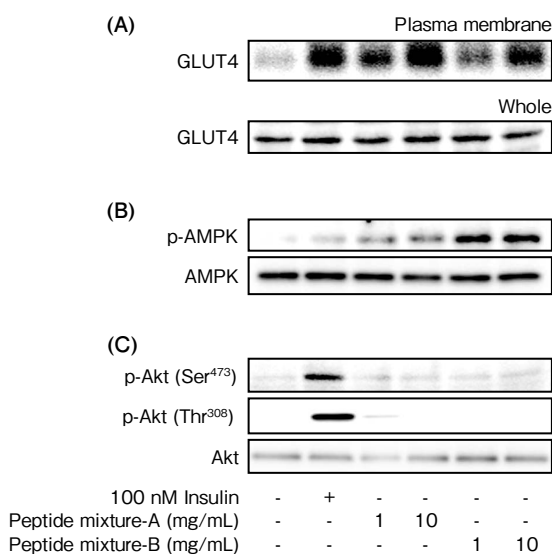 (A)
Plasma membrane
GLUT4
Whole
GLUT4
(B)
p-AMPK
AMPK
(C)
p-Akt (Ser⁴⁷³)
p-Akt (Thr³⁰⁸)
Akt
100 nM Insulin - + - - - -
Peptide mixture-A (mg/mL) - - 1 10 - -
Peptide mixture-B (mg/mL) - - - - 1 10